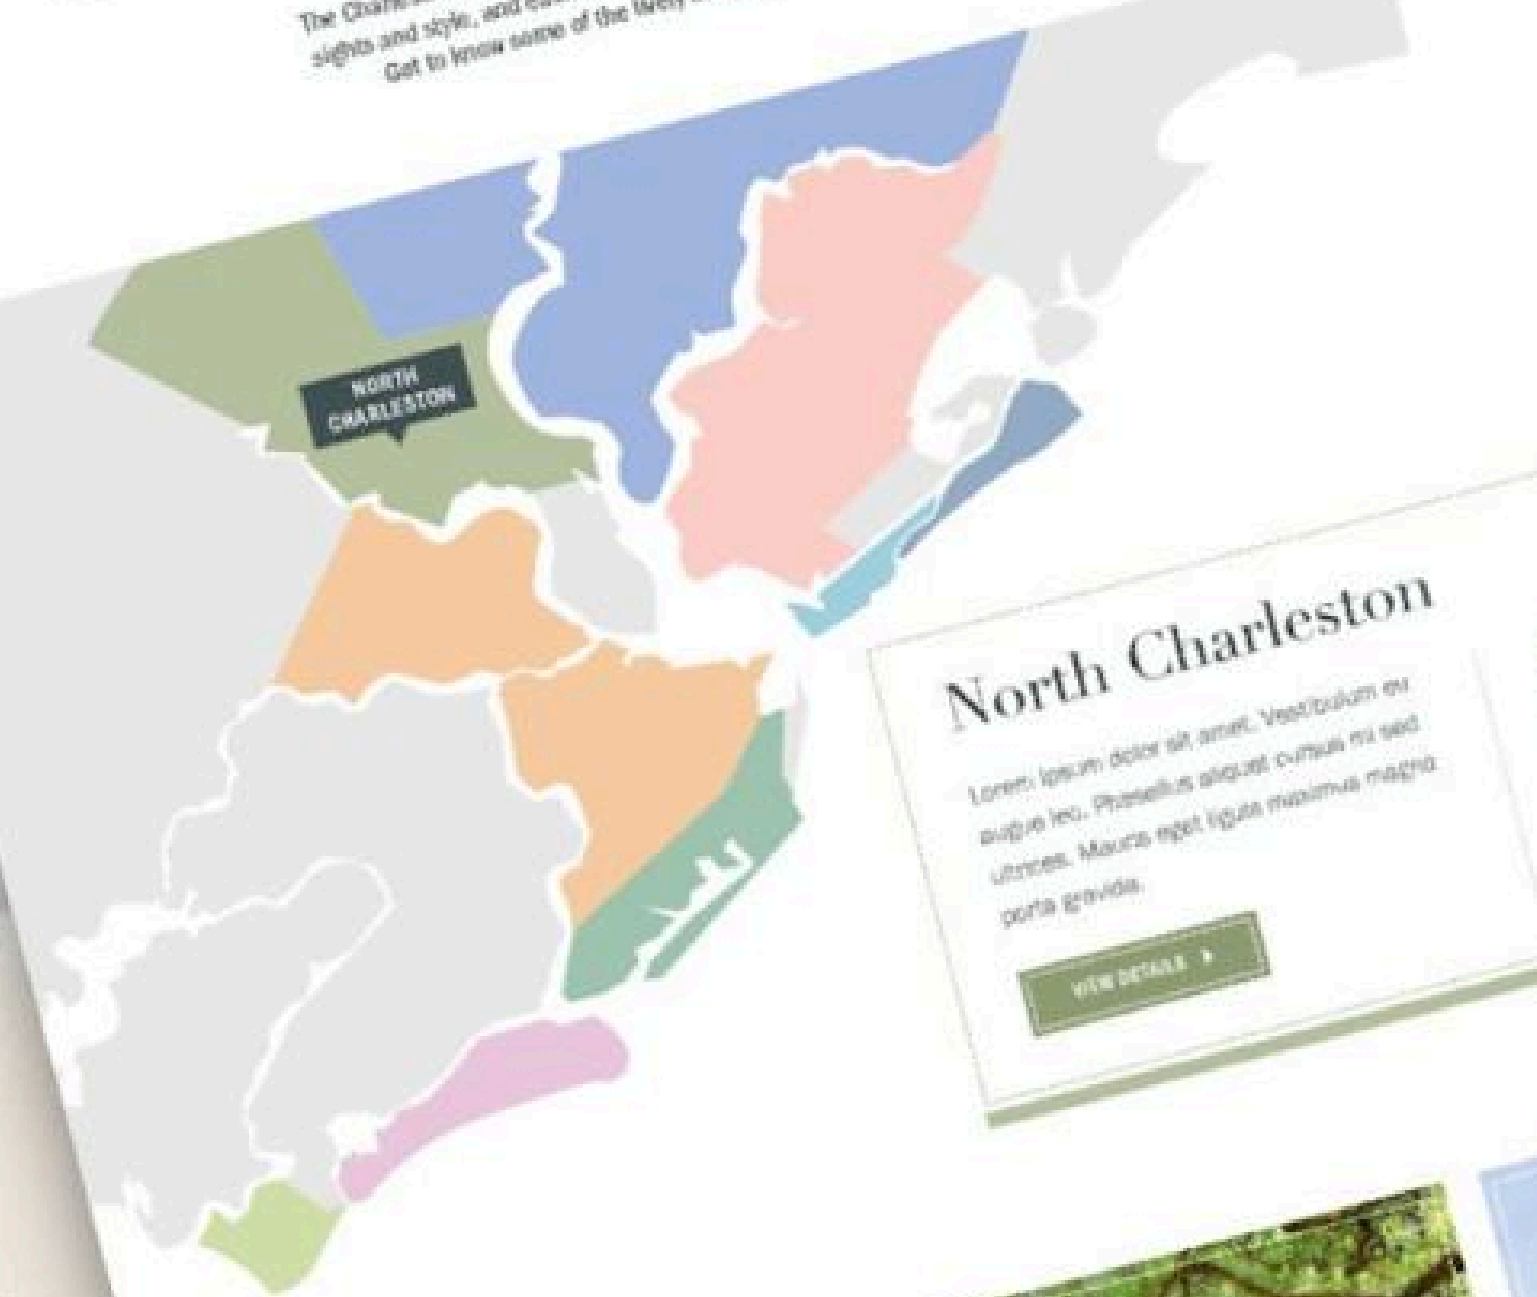 The
sights and style, and
Get to know some of the
NORTH
CHARLESTON
North Charleston
Lorem ipsum dolor sit amet. Vestibulum eu
augue leo. Phasellus aliquet cursus mi sed
ultrices. Mauris eget ligula maximus magna
porta gravida.
VIEW DETAILS